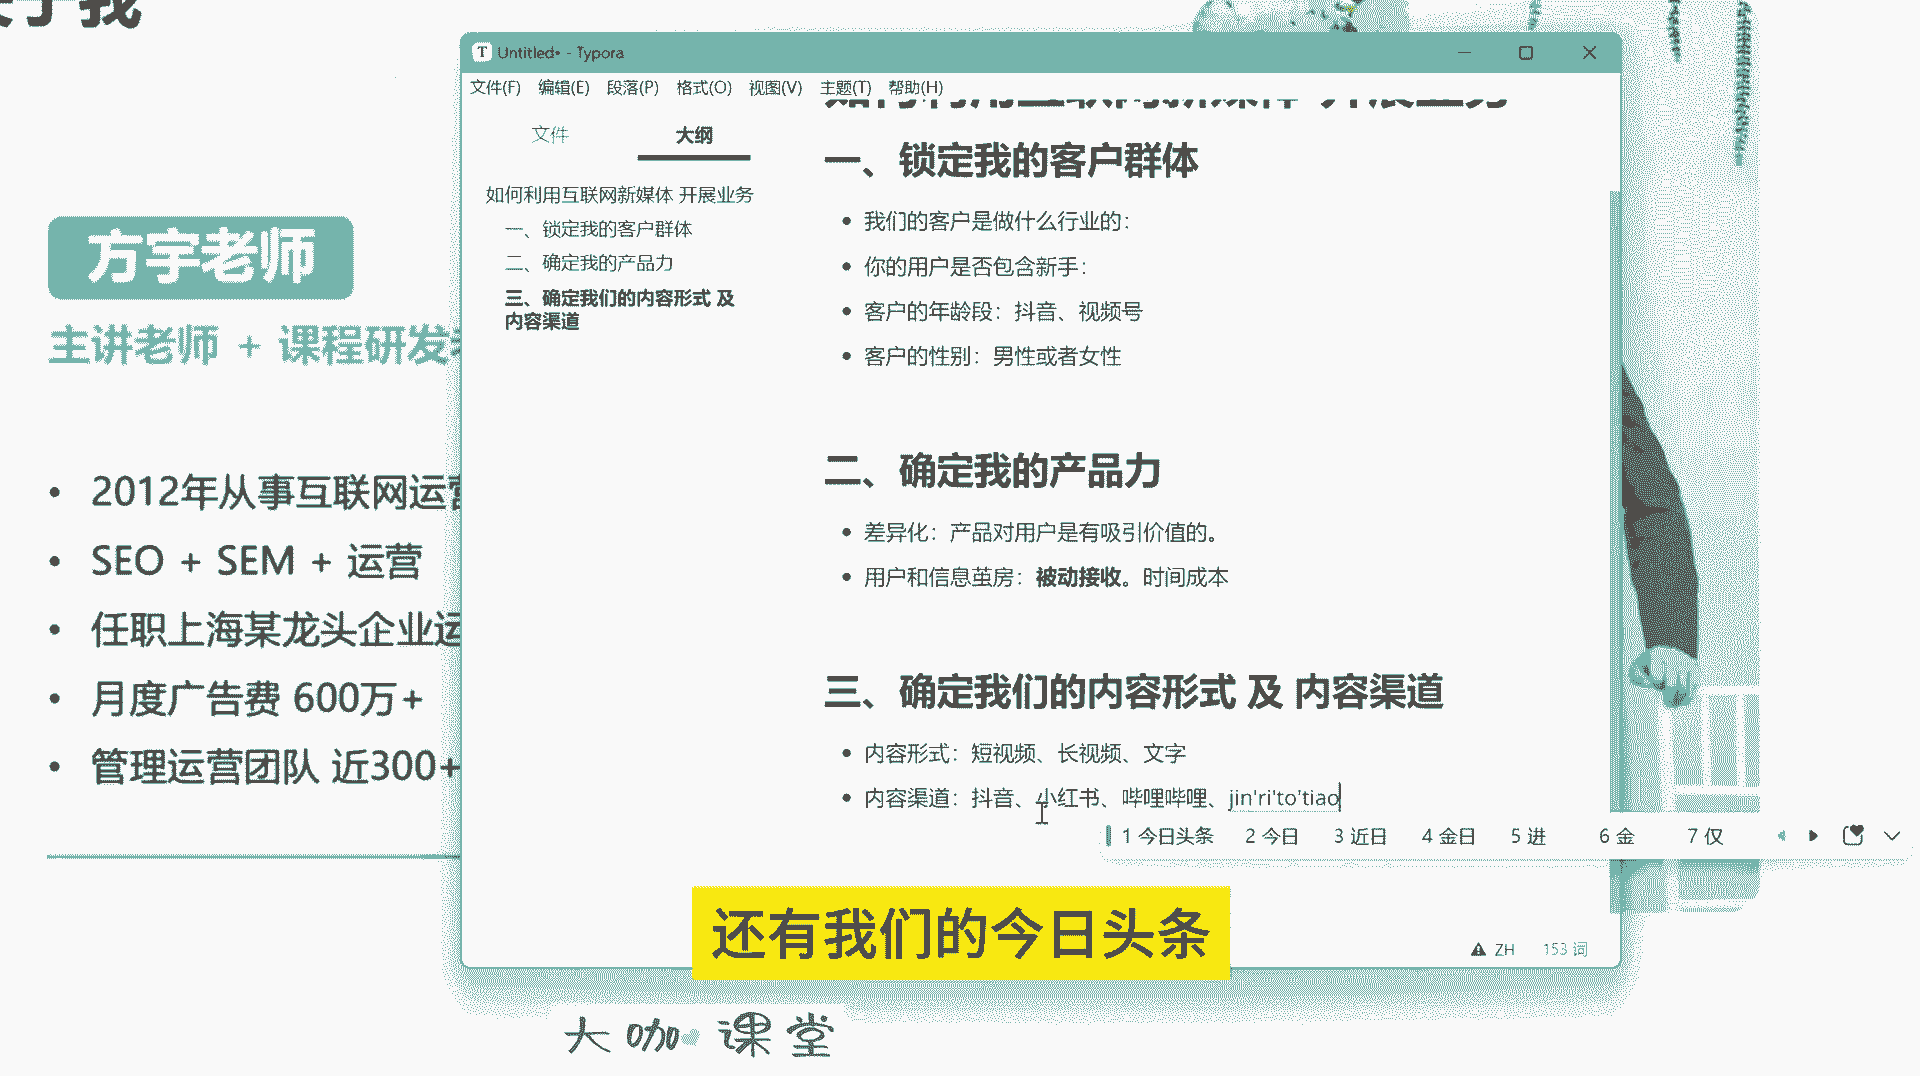 Untitled• - Typora
文件(F) 编辑(E) 段落(P) 格式(O) 视图(V) 主题(T) 帮助(H)
文件 大纲
如何利用互联网新媒体 开展业务
一、锁定我的客户群体
二、确定我的产品力
三、确定我们的内容形式 及
内容渠道
一、锁定我的客户群体
我们的客户是做什么行业的：
你的用户是否包含新手：
客户的年龄段：抖音、视频号
客户的性别：男性或者女性
二、确定我的产品力
差异化：产品对用户是有吸引价值的。
用户和信息茧房：被动接收。时间成本
三、确定我们的内容形式 及 内容渠道
内容形式：短视频、长视频、文字
内容渠道：抖音、小红书、哔哩哔哩、jin'ri'to'tiao
1 今日头条 2 今日 3 近日 4 金日 5 进 6 金 7 仅
ZH 153 词
方宇老师
主讲老师 + 课程研发
2012年从事互联网运营
SEO + SEM + 运营
任职上海某龙头企业运
月度广告费 600万+
管理运营团队 近300+
还有我们的今日头条
大咖课堂